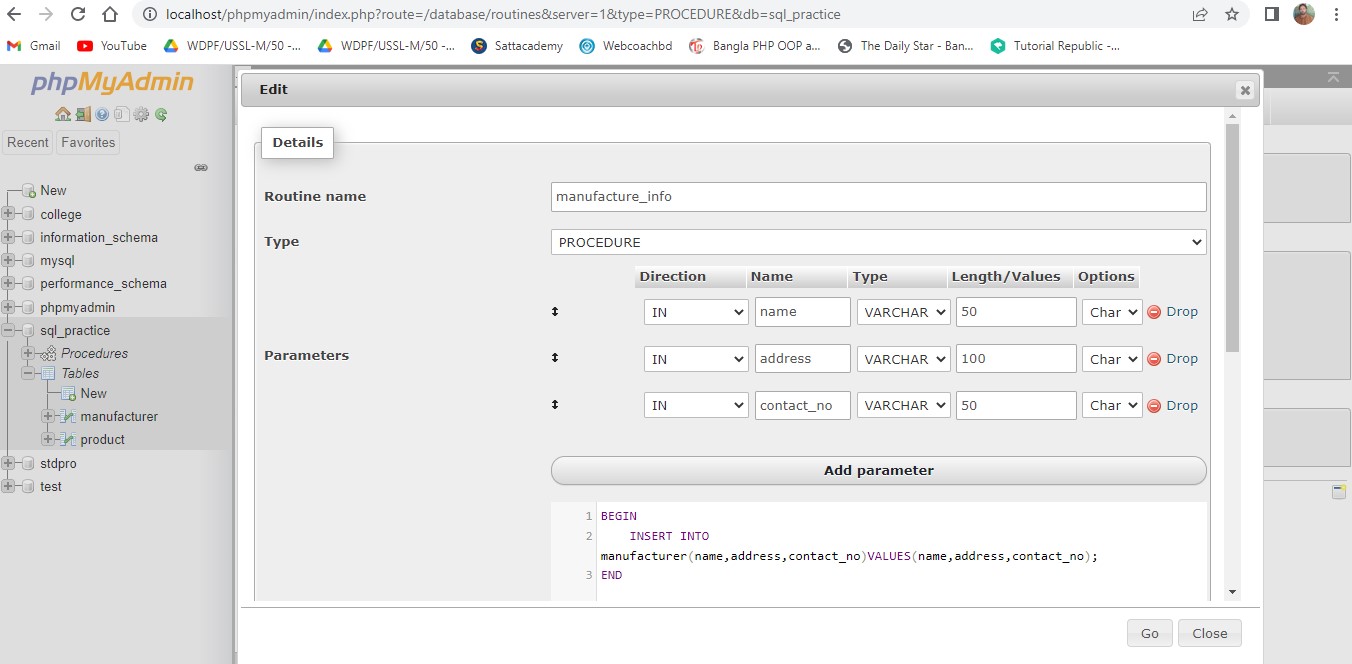 localhost/phpmyadmin/index.php?route=/database/routines&server=1&type=PROCEDURE&db=sql_practice
Gmail YouTube WDPF/USSL-M/50 -... WDPF/USSL-M/50 -... Sattacademy Webcoachbd Bangla PHP OOP a... The Daily Star - Ban... Tutorial Republic -...
phpMyAdmin
Recent Favorites
New
college
information_schema
mysql
performance_schema
phpmyadmin
sql_practice
Procedures
Tables
New
manufacturer
product
stdpro
test
Edit
Details
Routine name manufacture_info
Type PROCEDURE
Direction Name Type Length/Values Options
IN name VARCHAR 50 Char Drop
Parameters
IN address VARCHAR 100 Char Drop
IN contact_no VARCHAR 50 Char Drop
Add parameter
1 BEGIN
2 INSERT INTO
manufacturer(name,address,contact_no)VALUES(name,address,contact_no);
3 END
Go Close